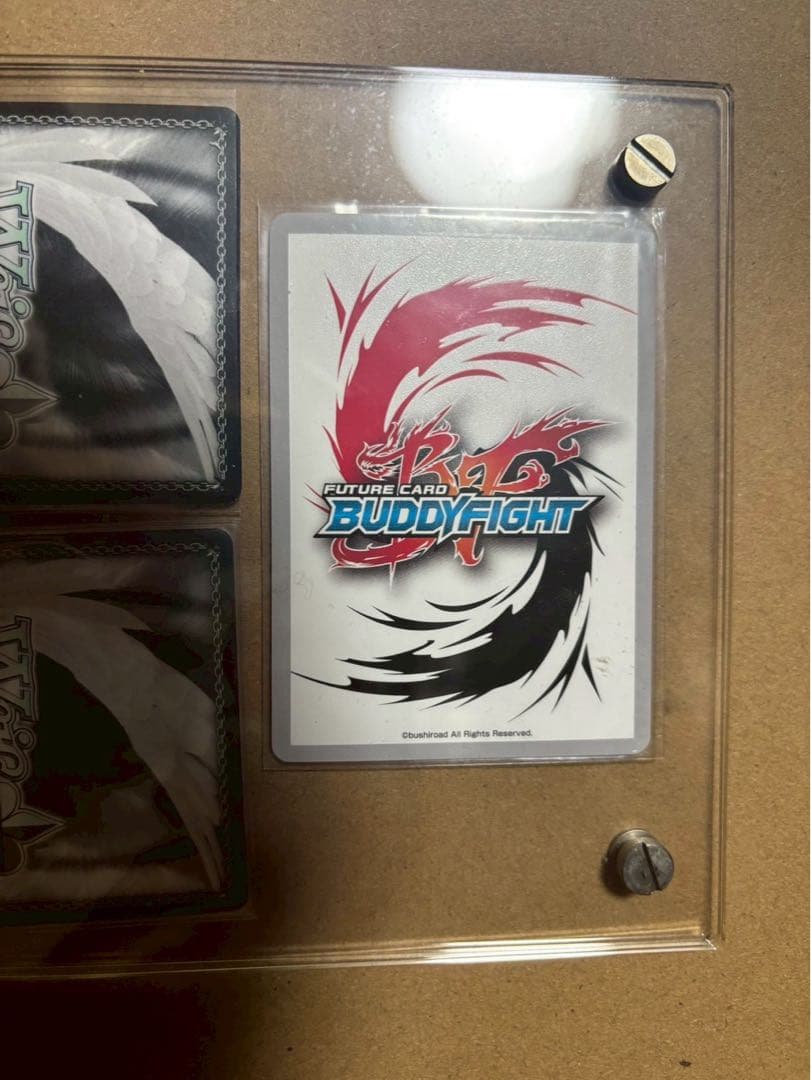 FUTURE CARD
BUDDYFIGHT
©bushiroad All Rights Reserved.